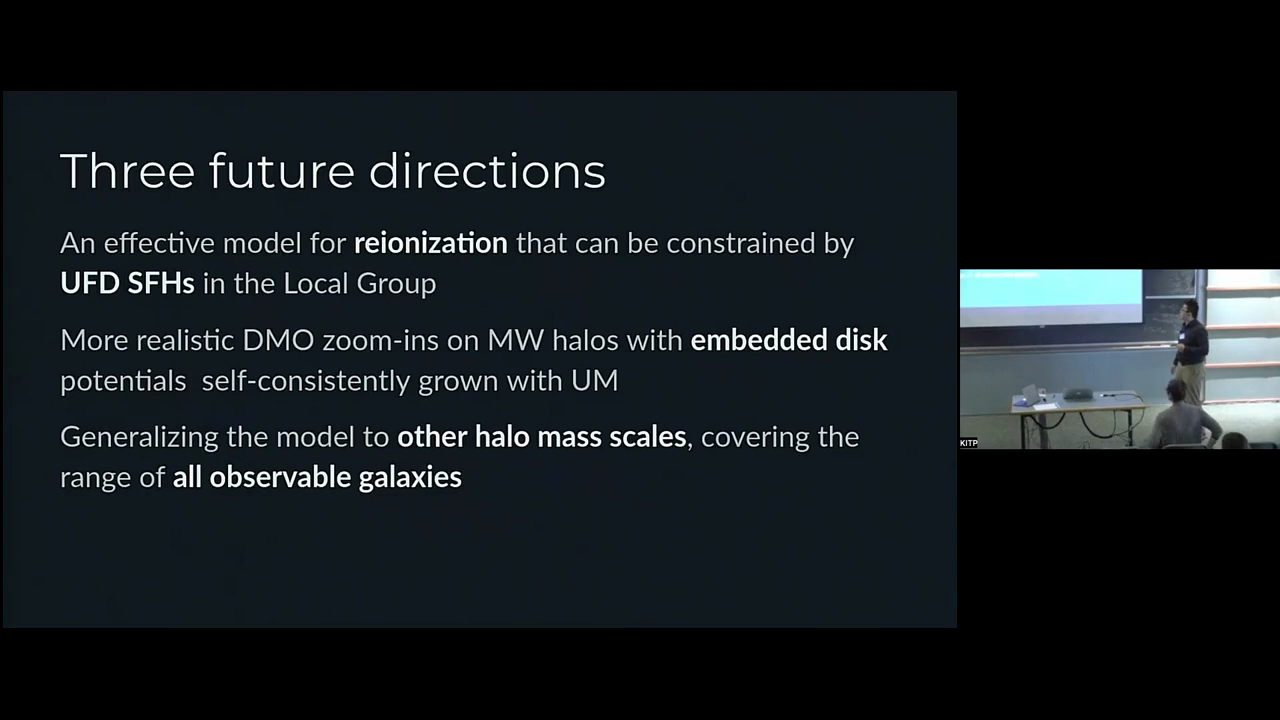 Three future directions
An effective model for reionization that can be constrained by
UFD SFHs in the Local Group
More realistic DMO zoom-ins on MW halos with embedded disk
potentials self-consistently grown with UM
Generalizing the model to other halo mass scales, covering the
range of all observable galaxies
KITP